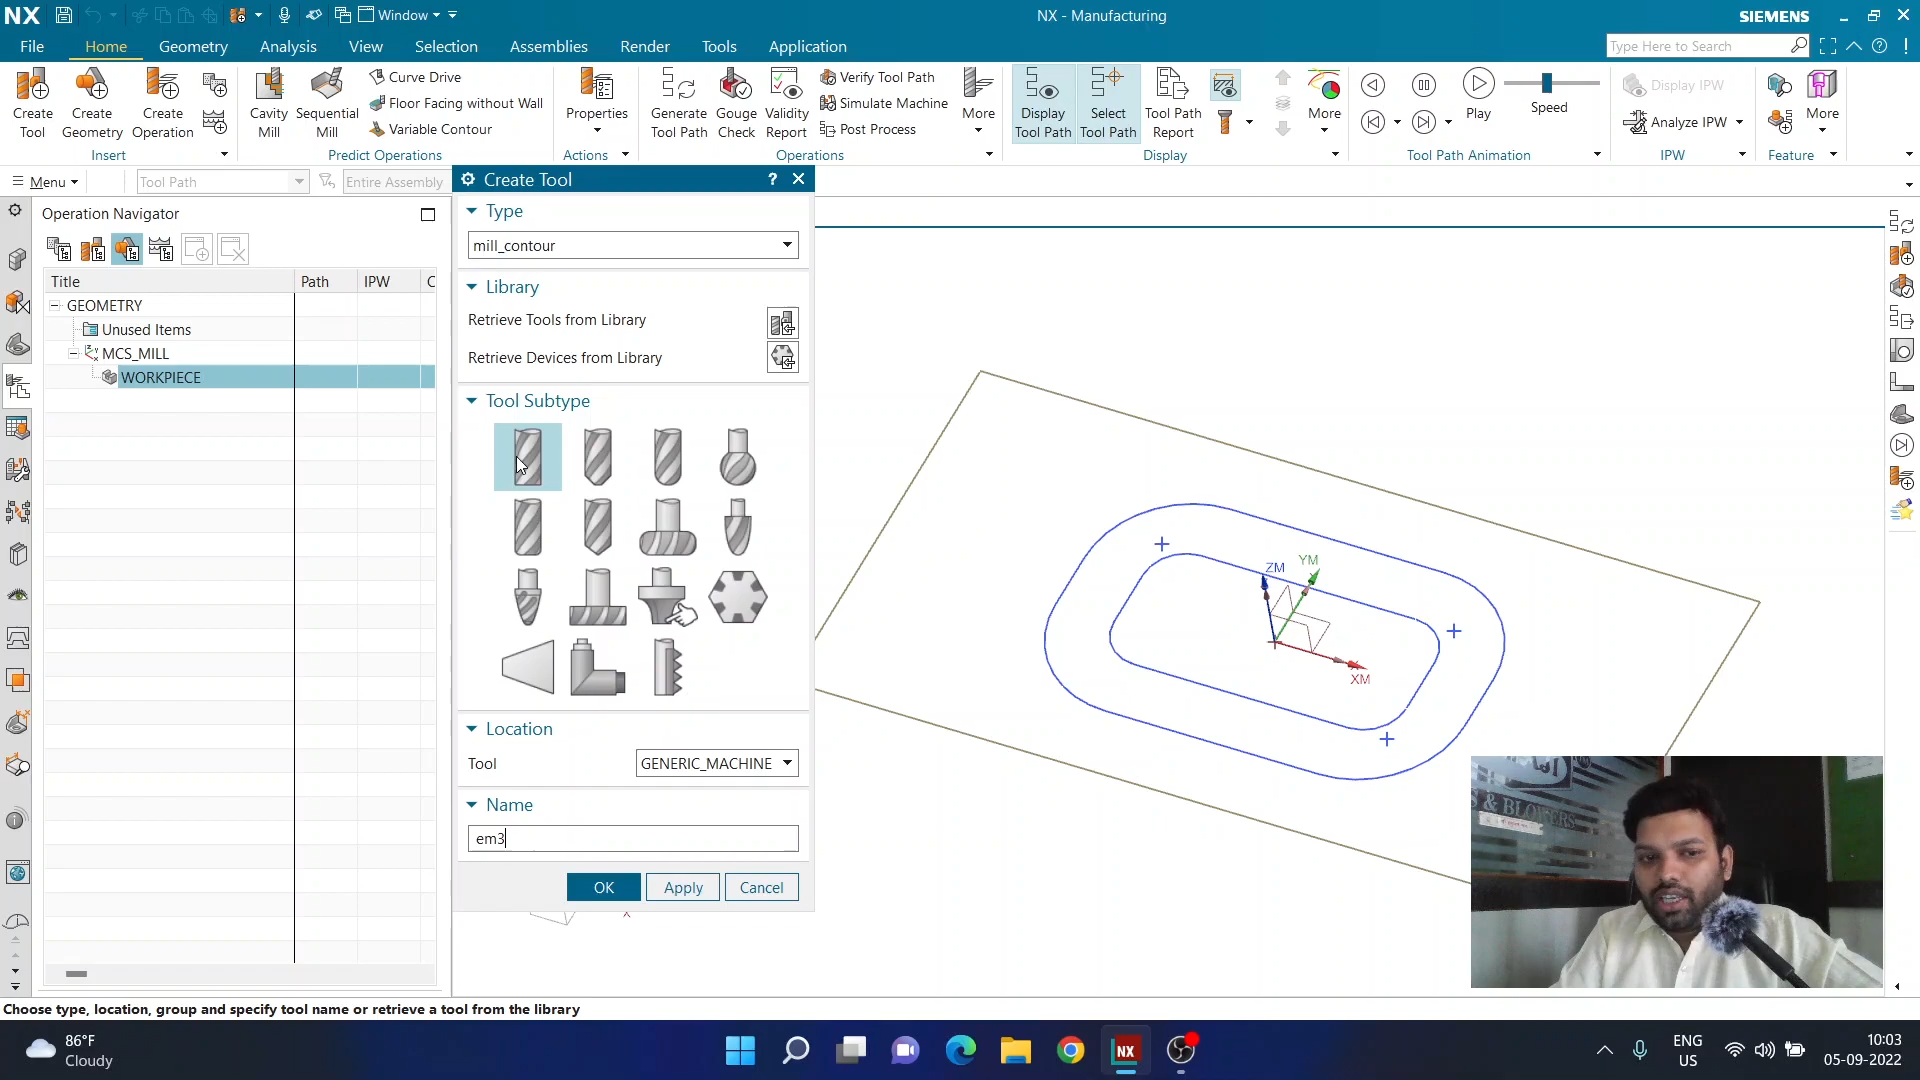 NX
Window
NX - Manufacturing
SIEMENS
File
Home
Geometry
Analysis
View
Selection
Assemblies
Render
Tools
Application
Type Here to Search
Create Tool
Create Geometry
Create Operation
Insert
Cavity Mill
Sequential Mill
Curve Drive
Floor Facing without Wall
Variable Contour
Predict Operations
Properties
Actions
Generate Tool Path
Gouge Check
Validity Report
Verify Tool Path
Simulate Machine
Post Process
More
Operations
Display Tool Path
Select Tool Path
Tool Path Report
More
Display
Play
Speed
Tool Path Animation
Display IPW
Analyze IPW
IPW
More
Feature
Menu
Tool Path
Entire Assembly
Operation Navigator
Title
Path
IPW
C
GEOMETRY
Unused Items
MCS_MILL
WORKPIECE
Create Tool
Type
mill_contour
Library
Retrieve Tools from Library
Retrieve Devices from Library
Tool Subtype
Location
Tool
GENERIC_MACHINE
Name
em3
OK
Apply
Cancel
ZM
YM
XM
X
S & BLOWERS
Choose type, location, group and specify tool name or retrieve a tool from the library
86°F
Cloudy
NX
ENG
US
10:03
05-09-2022